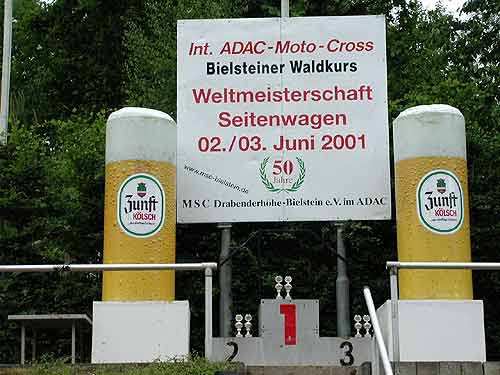 Int. ADAC-Moto-Cross
Bielsteiner Waldkurs
Weltmeisterschaft
Seitenwagen
02./03. Juni 2001
50
Jahre
www.msc-bielstein.de
MSC Drabenderhöhe-Bielstein e.V. im ADAC
Zunft
KÖLSCH
Zunft
KÖLSCH
1
2
3